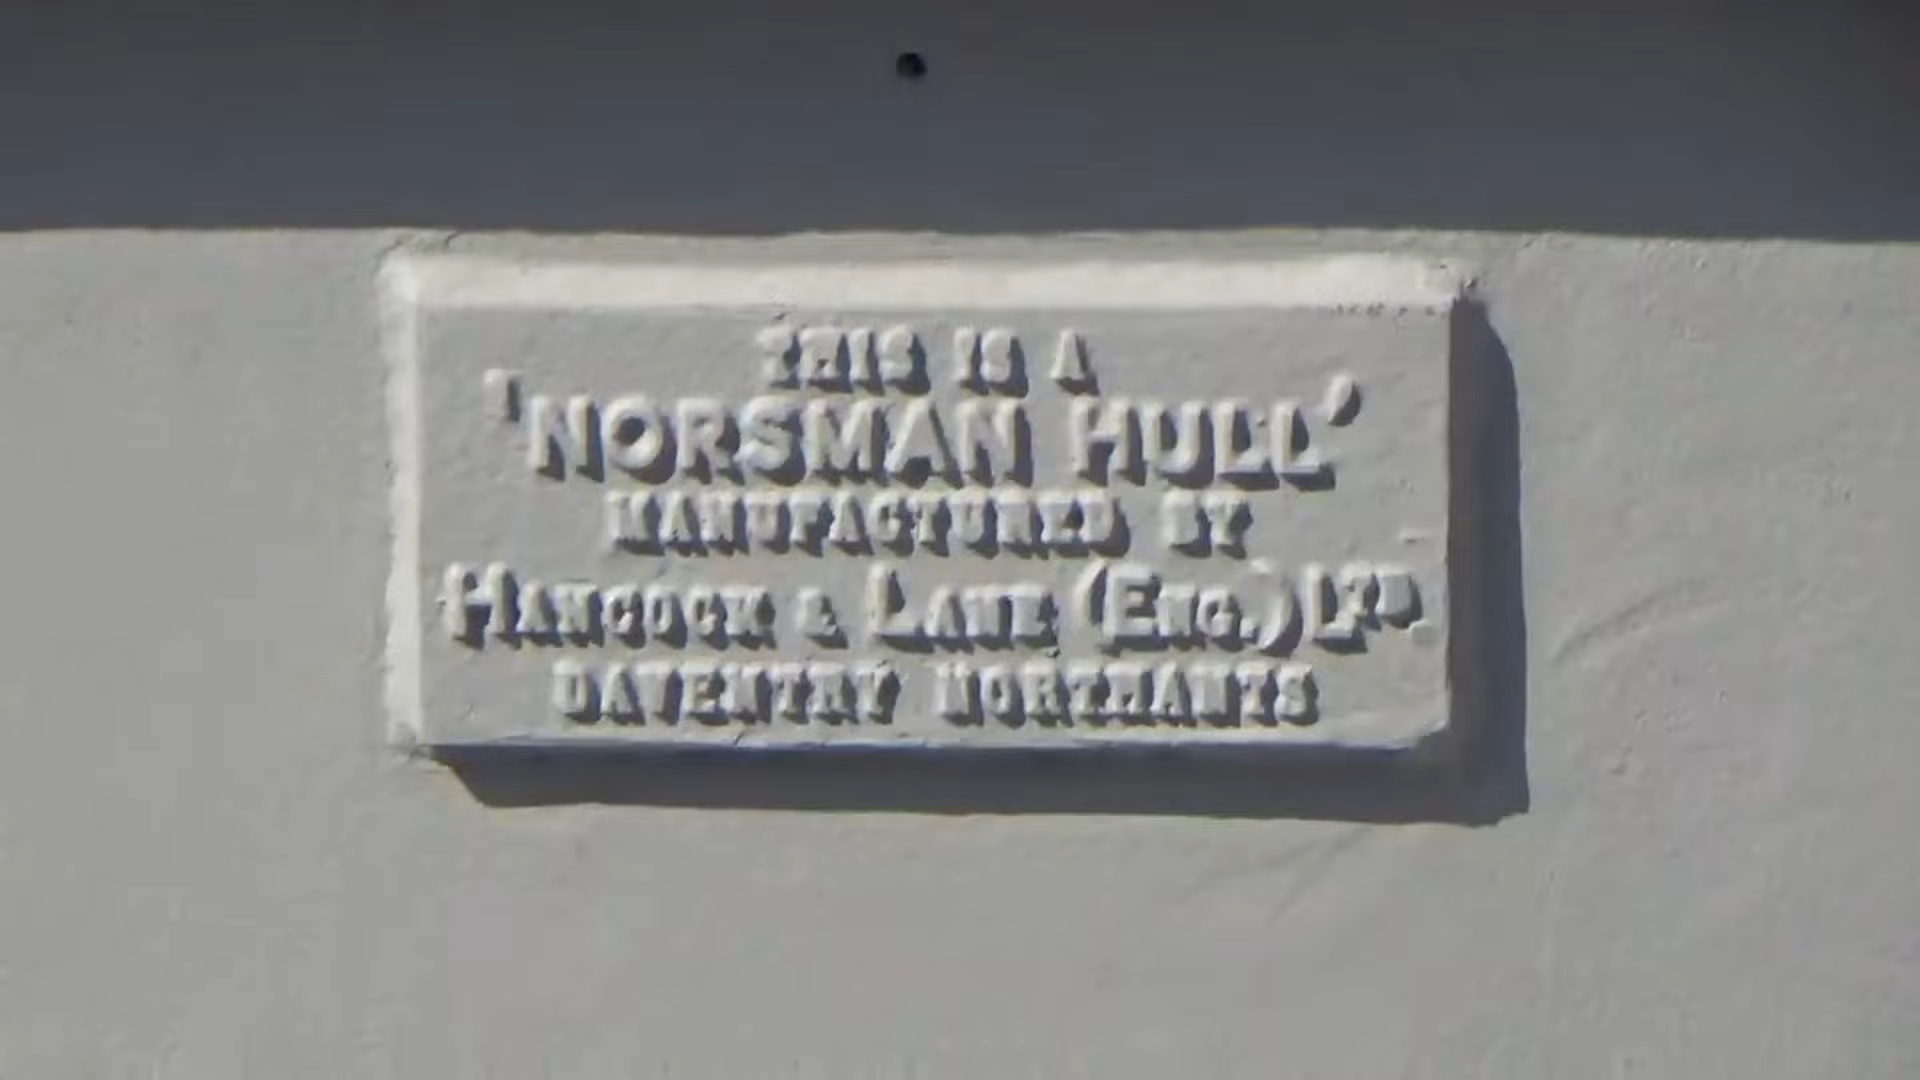 THIS IS A
'NORSMAN HULL'
MANUFACTURED BY
HANCOCK & LANE (ENG.) LTD
DAVENTRY NORTHANTS